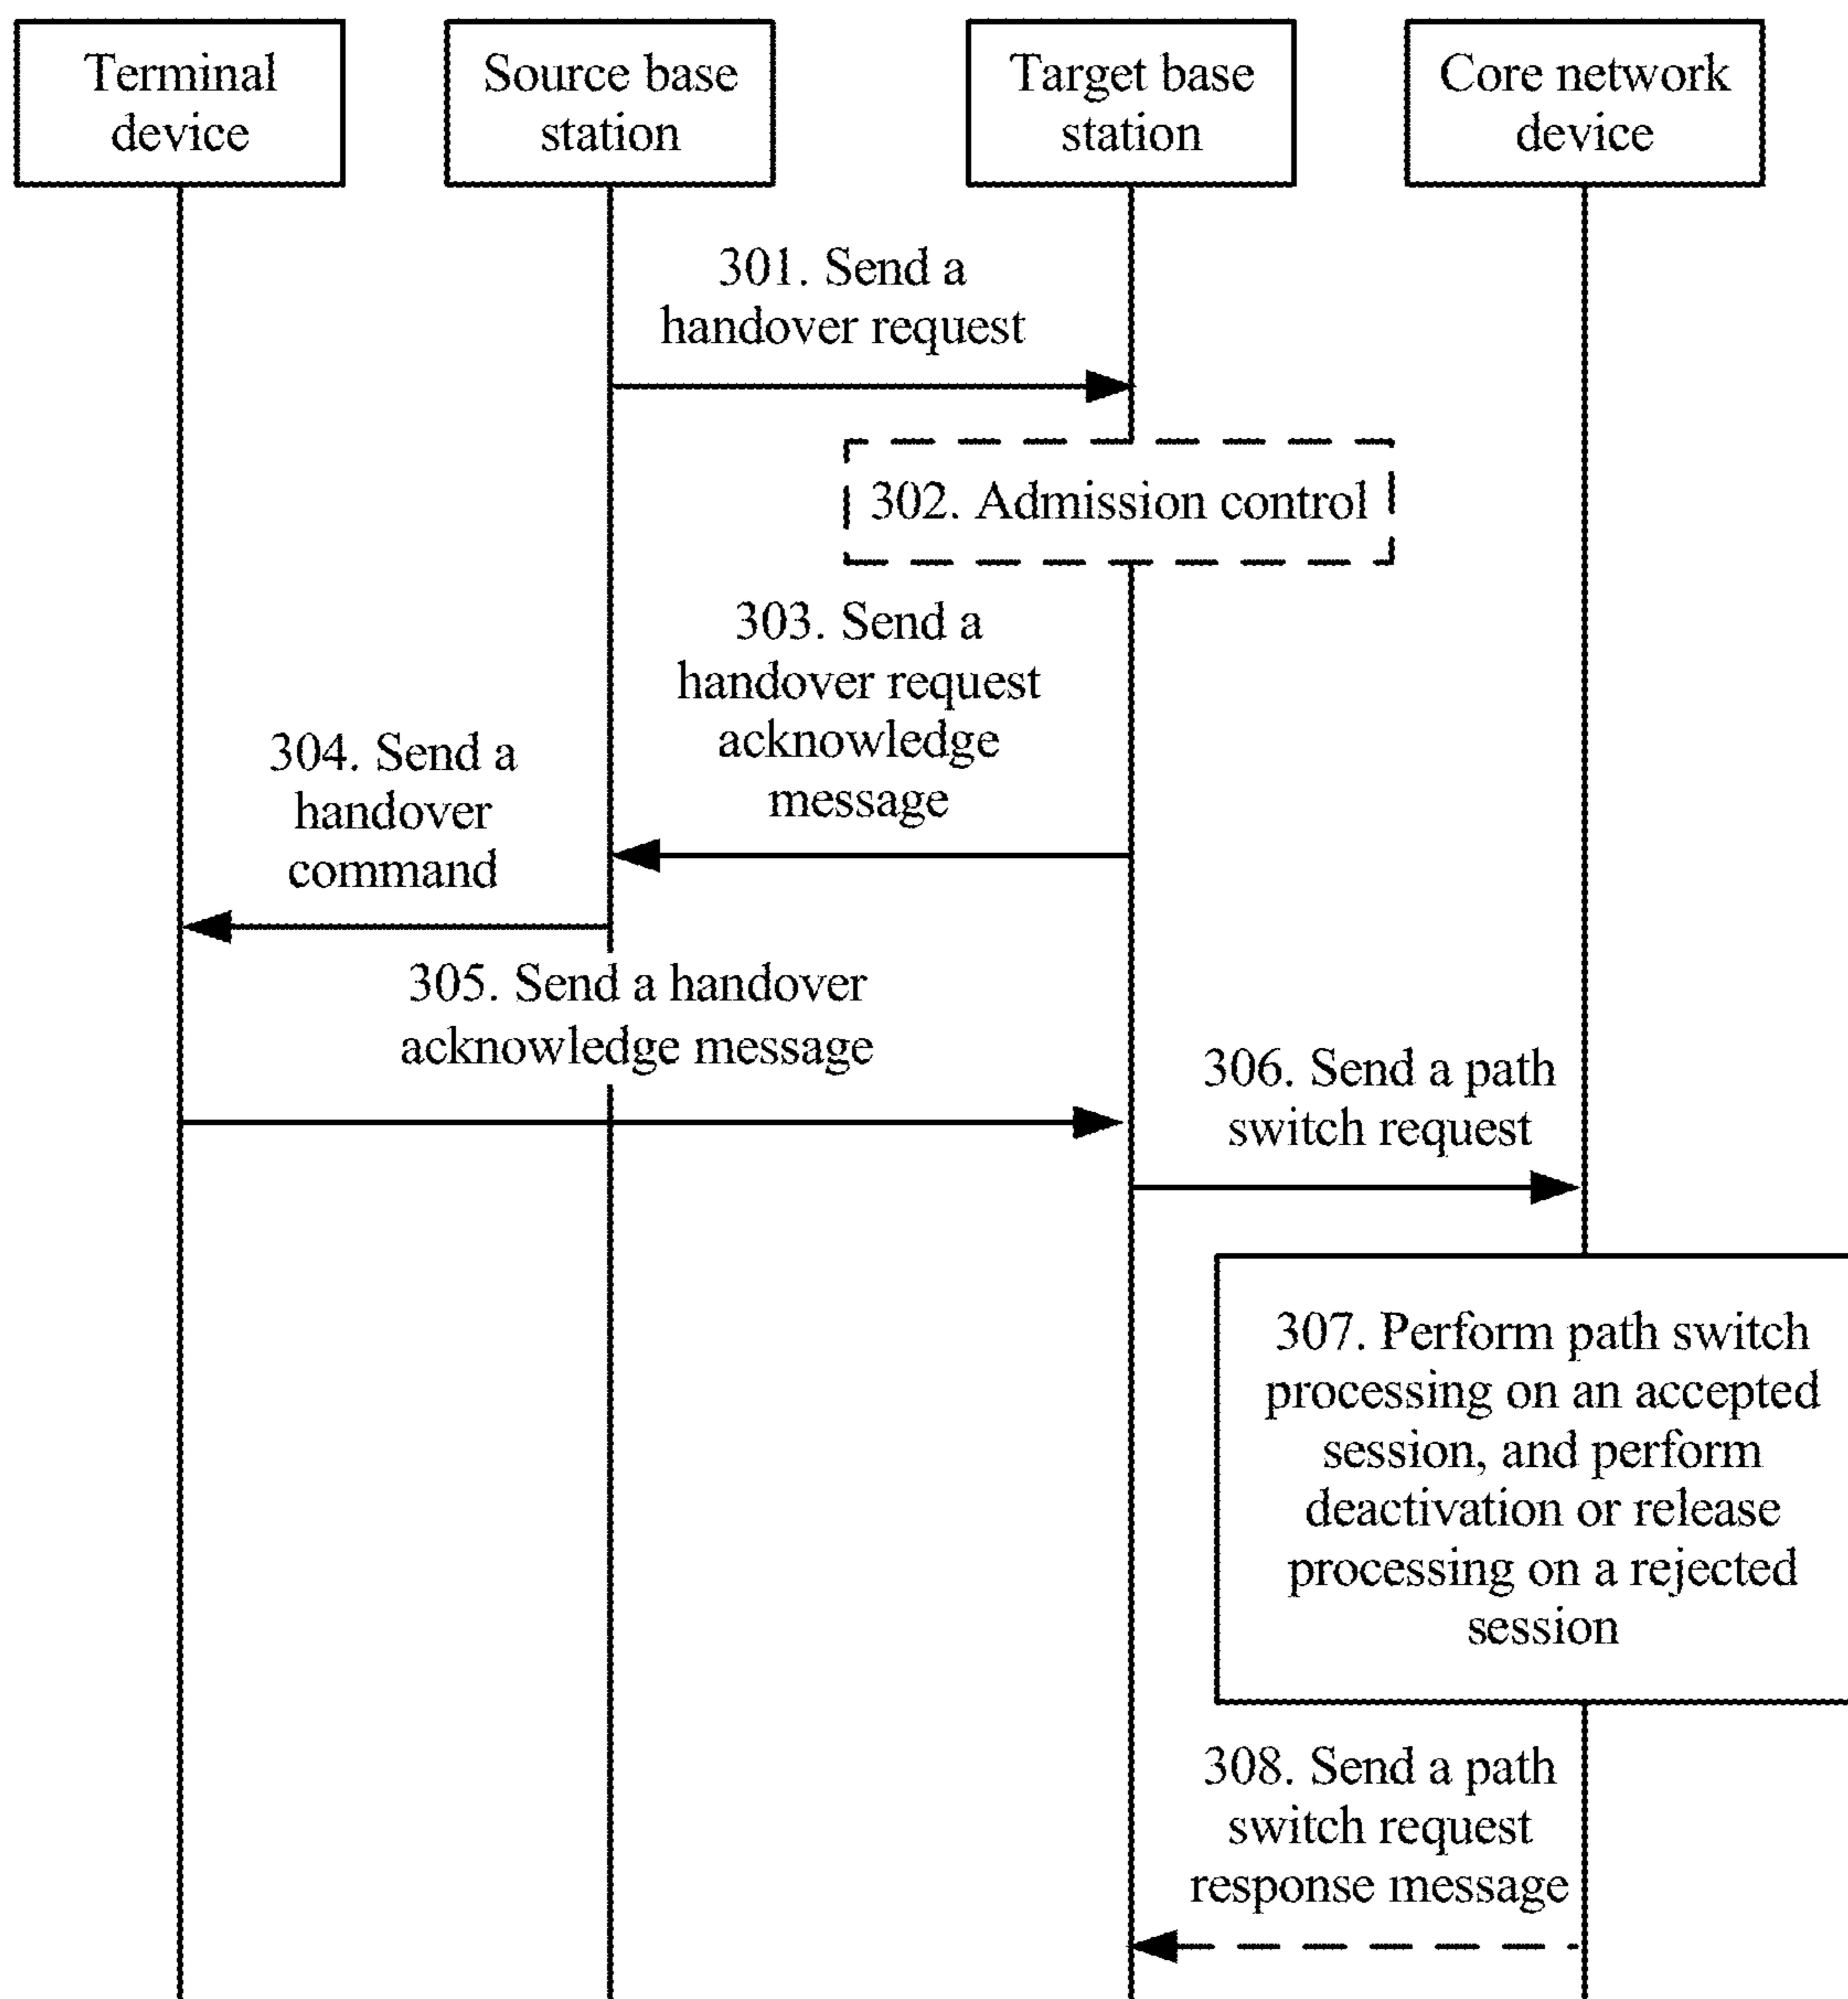 Terminal
device
Source base
station
Target base
station
Core network
device
301. Send a
handover request
302. Admission control
303. Send a
handover request
acknowledge
message
304. Send a
handover
command
305. Send a handover
acknowledge message
306. Send a path
switch request
307. Perform path switch
processing on an accepted
session, and perform
deactivation or release
processing on a rejected
session
308. Send a path
switch request
response message